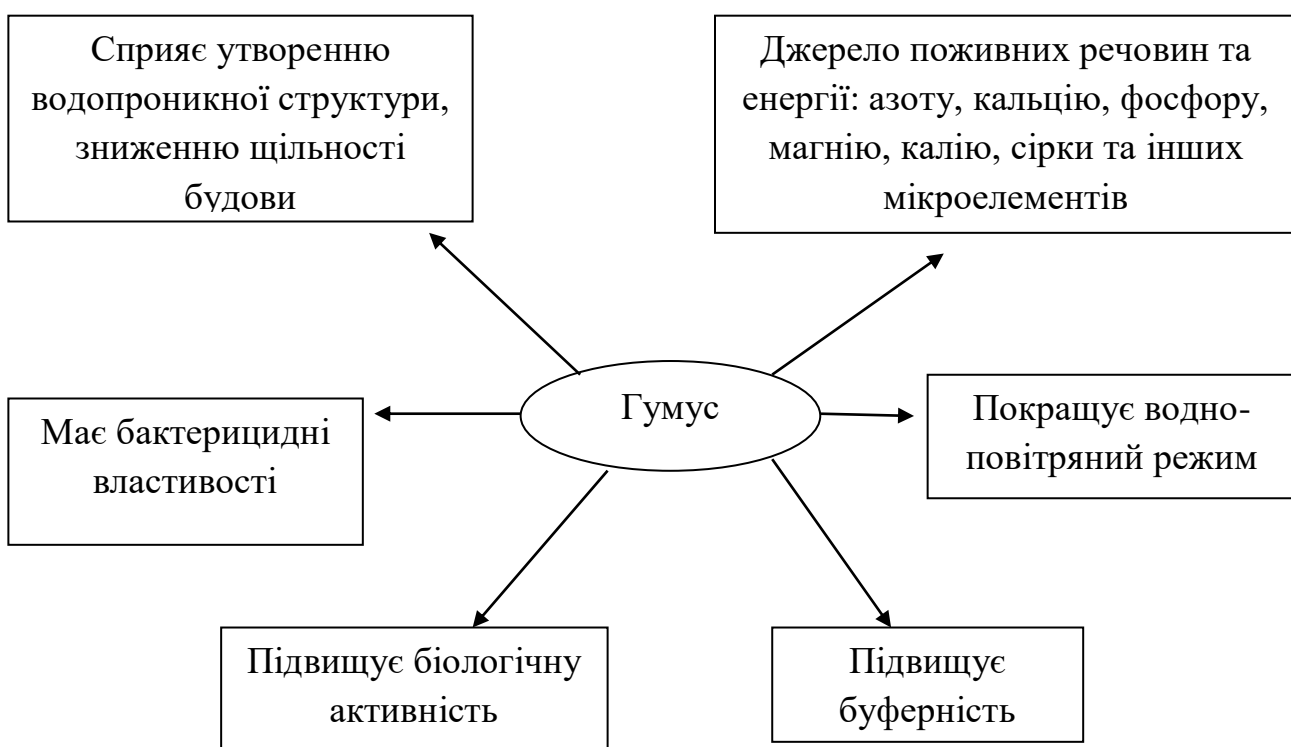 Сприяє утворенню
водопроникної структури,
зниженню щільності
будови
Джерело поживних речовин та
енергії: азоту, кальцію, фосфору,
магнію, калію, сірки та інших
мікроелементів
Гумус
Має бактерицидні
властивості
Покращує водно-
повітряний режим
Підвищує біологічну
активність
Підвищує
буферність